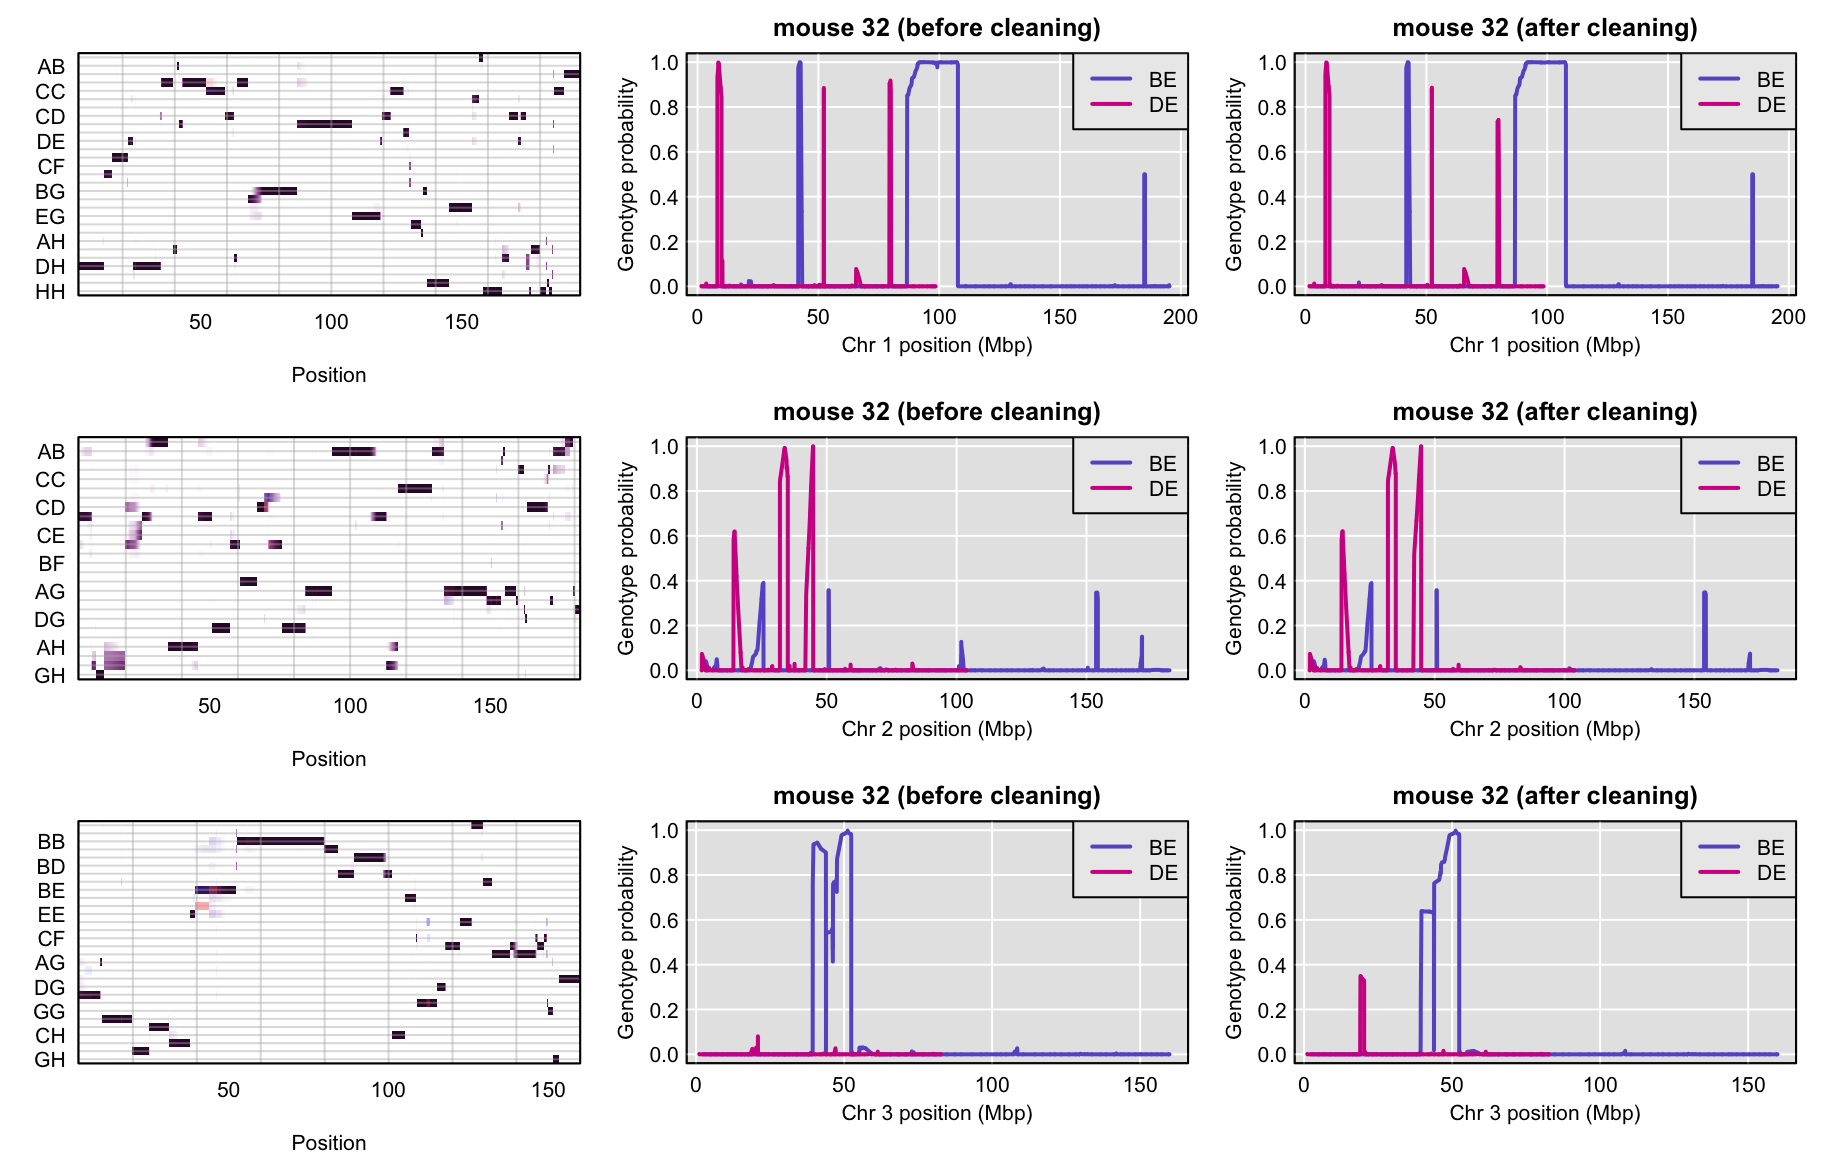 AB
CC
CD
DE
CF
BG
EG
AH
DH
HH
50 100 150
Position
mouse 32 (before cleaning)
Genotype probability
1.0
0.8
0.6
0.4
0.2
0.0
BE
DE
0 50 100 150 200
Chr 1 position (Mbp)
mouse 32 (after cleaning)
Genotype probability
1.0
0.8
0.6
0.4
0.2
0.0
BE
DE
0 50 100 150 200
Chr 1 position (Mbp)
AB
CC
CD
CE
BF
AG
DG
AH
GH
50 100 150
Position
mouse 32 (before cleaning)
Genotype probability
1.0
0.8
0.6
0.4
0.2
0.0
BE
DE
0 50 100 150
Chr 2 position (Mbp)
mouse 32 (after cleaning)
Genotype probability
1.0
0.8
0.6
0.4
0.2
0.0
BE
DE
0 50 100 150
Chr 2 position (Mbp)
BB
BD
BE
EE
CF
AG
DG
GG
CH
GH
50 100 150
Position
mouse 32 (before cleaning)
Genotype probability
1.0
0.8
0.6
0.4
0.2
0.0
BE
DE
0 50 100 150
Chr 3 position (Mbp)
mouse 32 (after cleaning)
Genotype probability
1.0
0.8
0.6
0.4
0.2
0.0
BE
DE
0 50 100 150
Chr 3 position (Mbp)